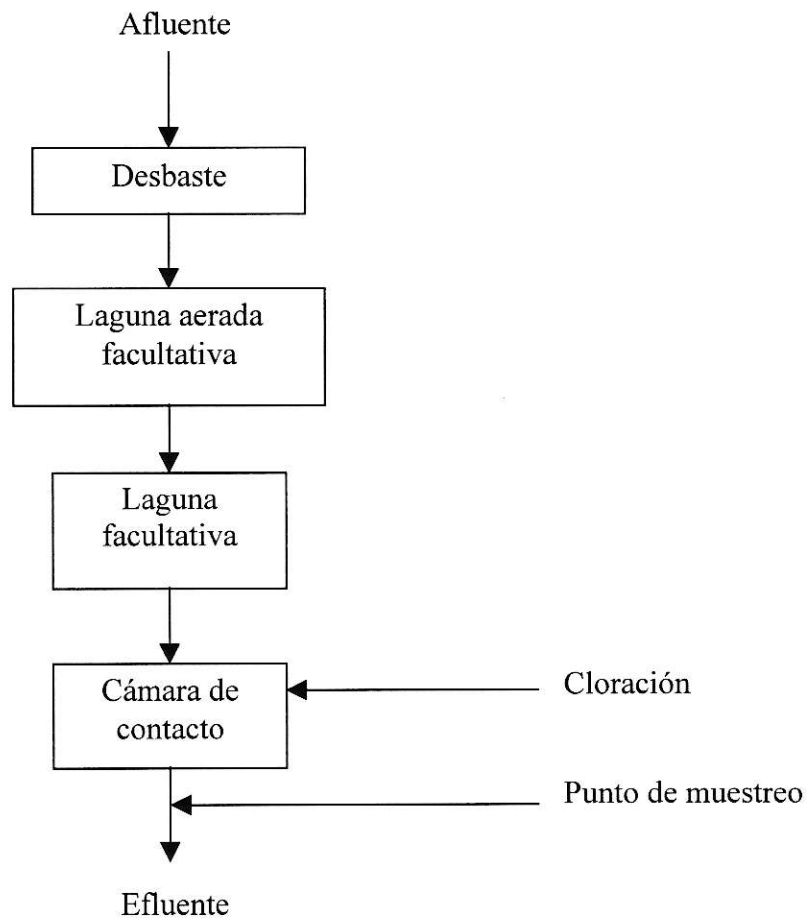 Afluente
Desbaste
Laguna aerada
facultativa
Laguna
facultativa
Cámara de
contacto
Cloración
Punto de muestreo
Efluente